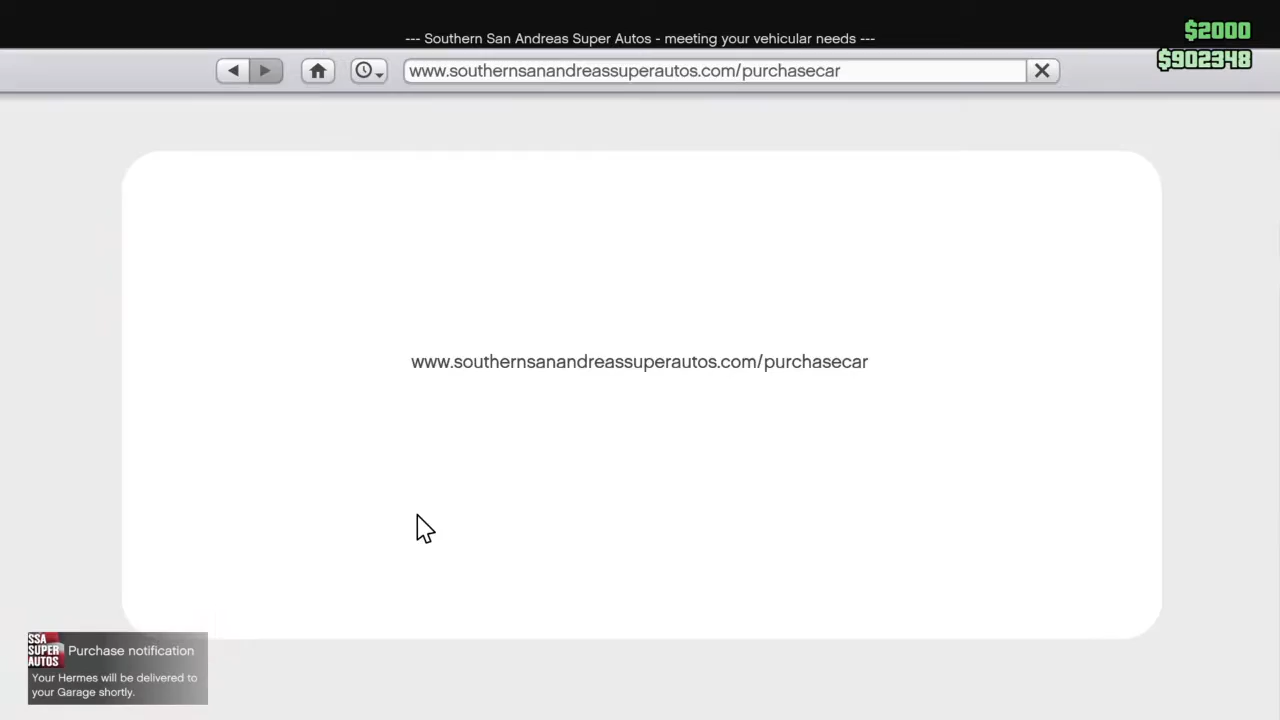 --- Southern San Andreas Super Autos - meeting your vehicular needs ---
$2000
www.southernsanandreassuperautos.com/purchasecar
$902348
www.southernsanandreassuperautos.com/purchasecar
SSA
SUPER
AUTOS
Purchase notification
Your Hermes will be delivered to
your Garage shortly.